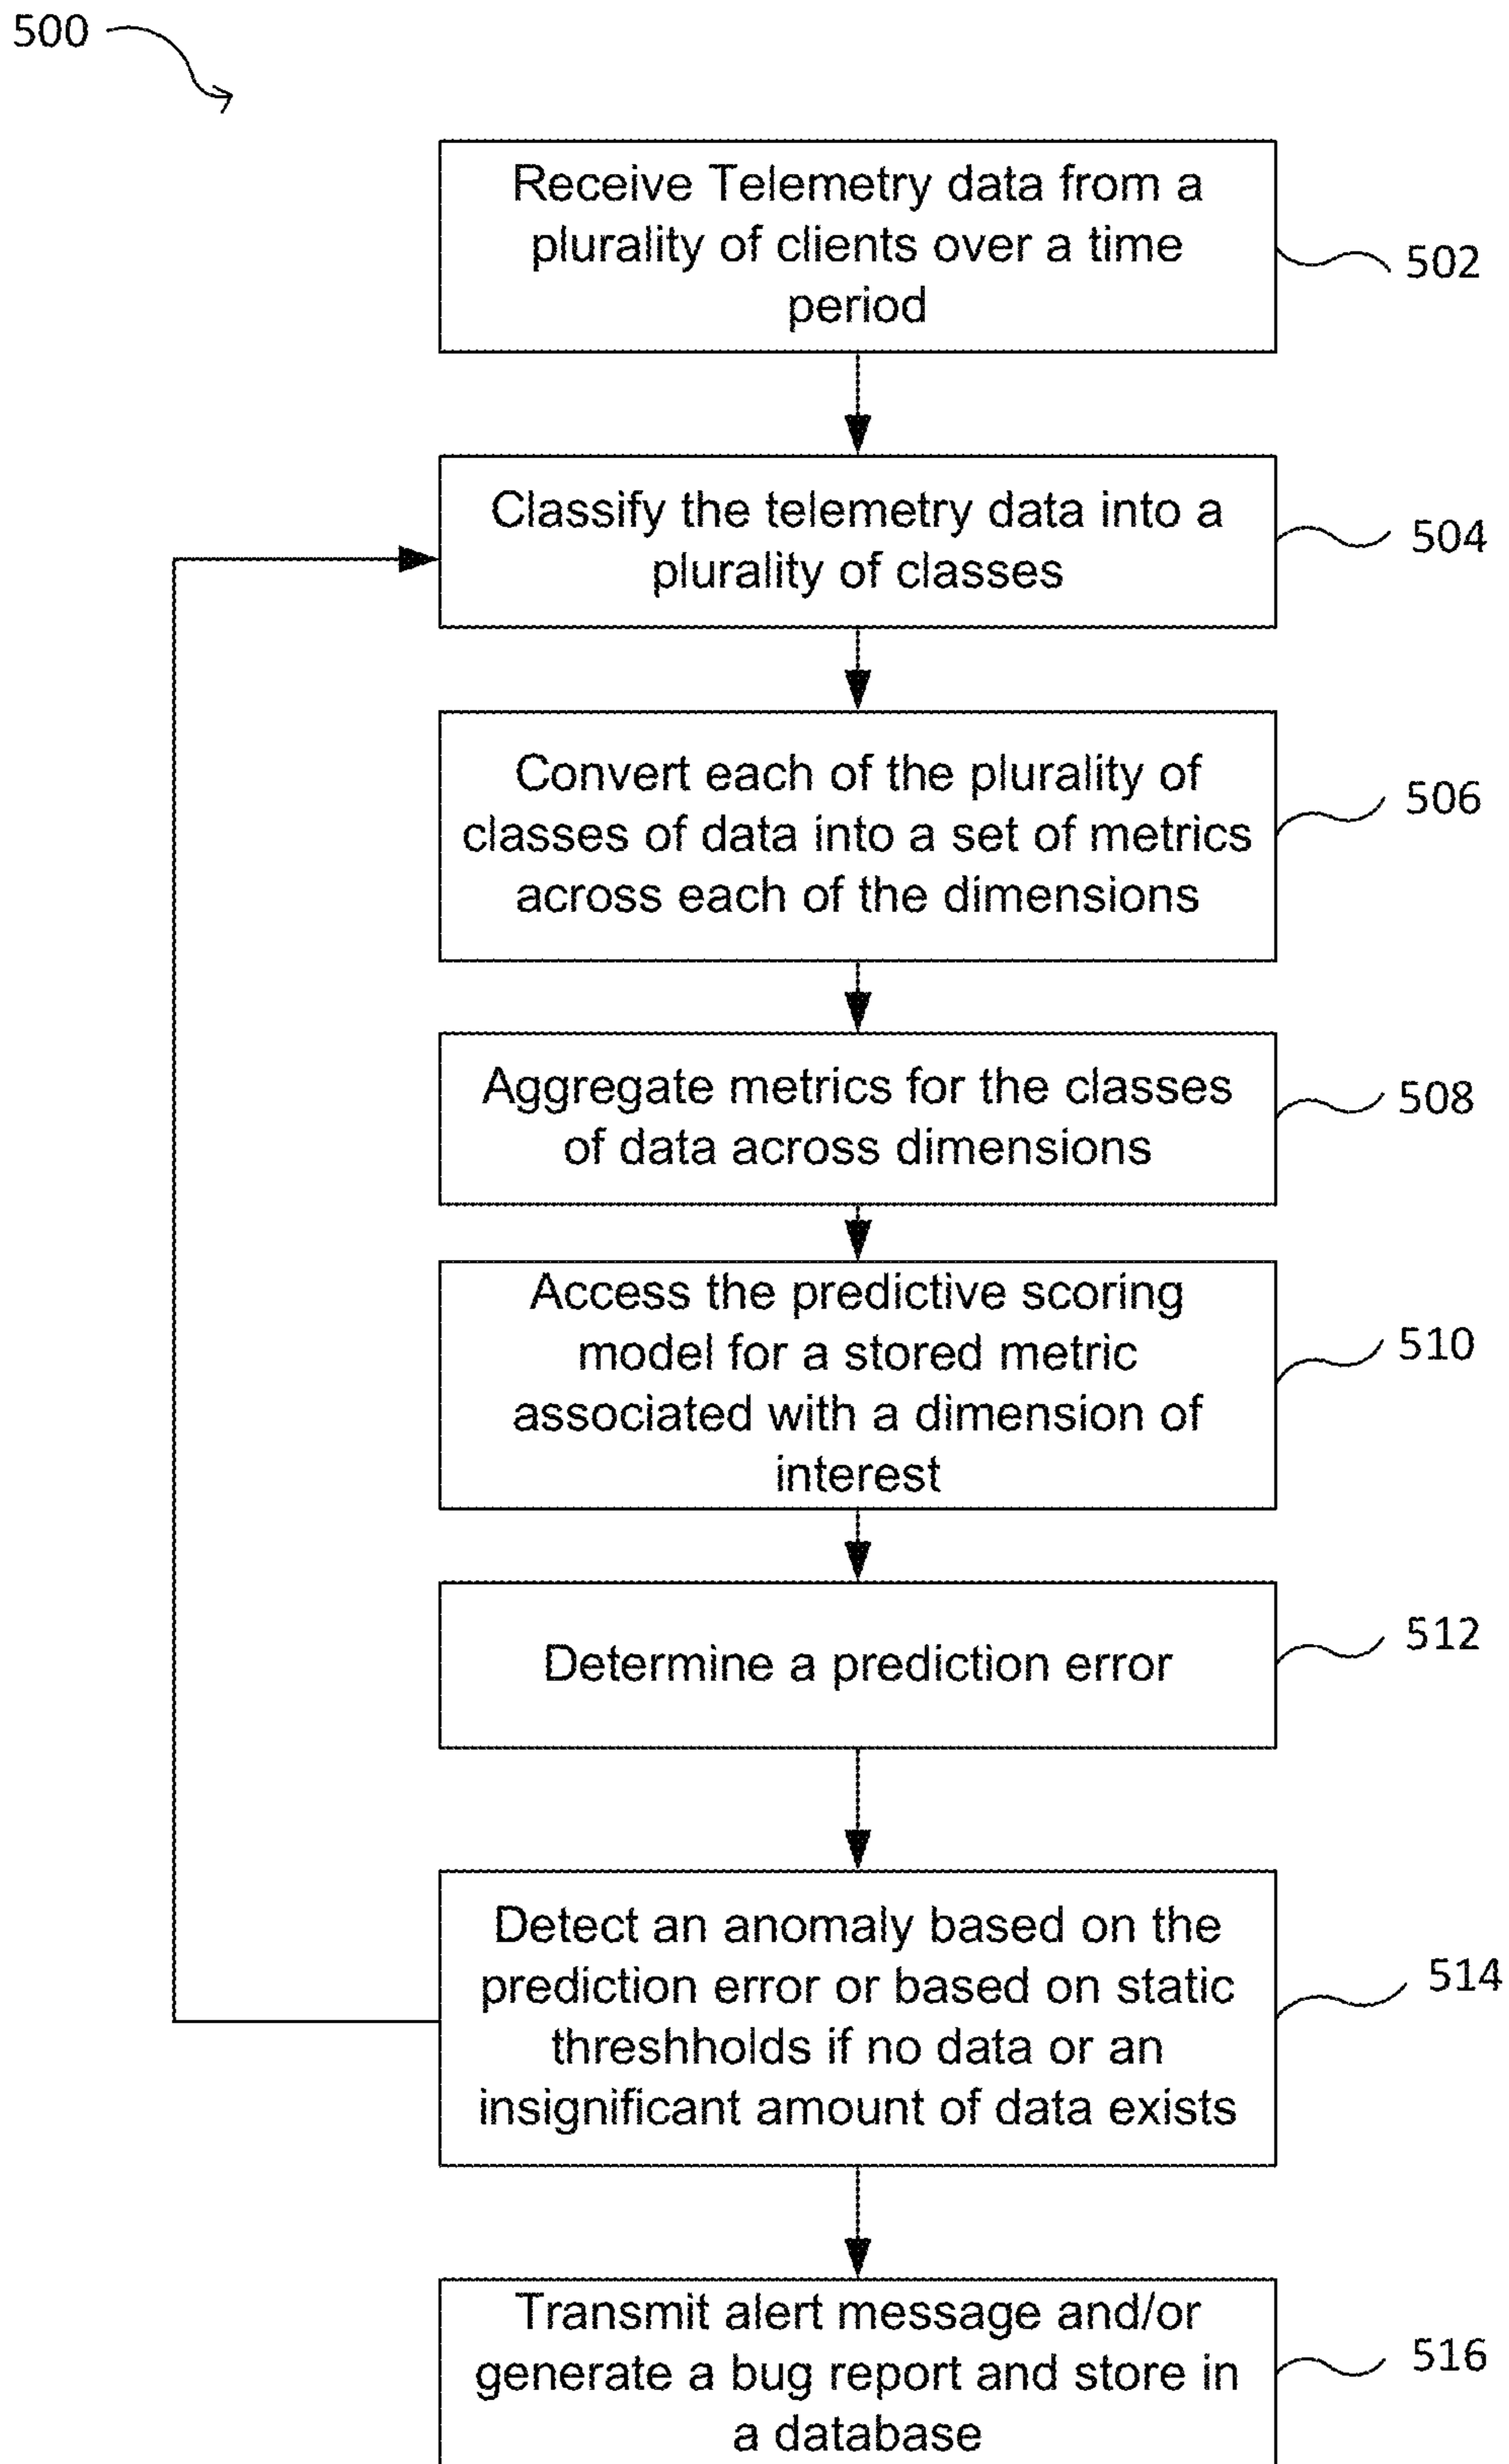 500
Receive Telemetry data from a
plurality of clients over a time
period
502
Classify the telemetry data into a
plurality of classes
504
Convert each of the plurality of
classes of data into a set of metrics
across each of the dimensions
506
Aggregate metrics for the classes
of data across dimensions
508
Access the predictive scoring
model for a stored metric
associated with a dimension of
interest
510
Determine a prediction error
512
Detect an anomaly based on the
prediction error or based on static
threshholds if no data or an
insignificant amount of data exists
514
Transmit alert message and/or
generate a bug report and store in
a database
516